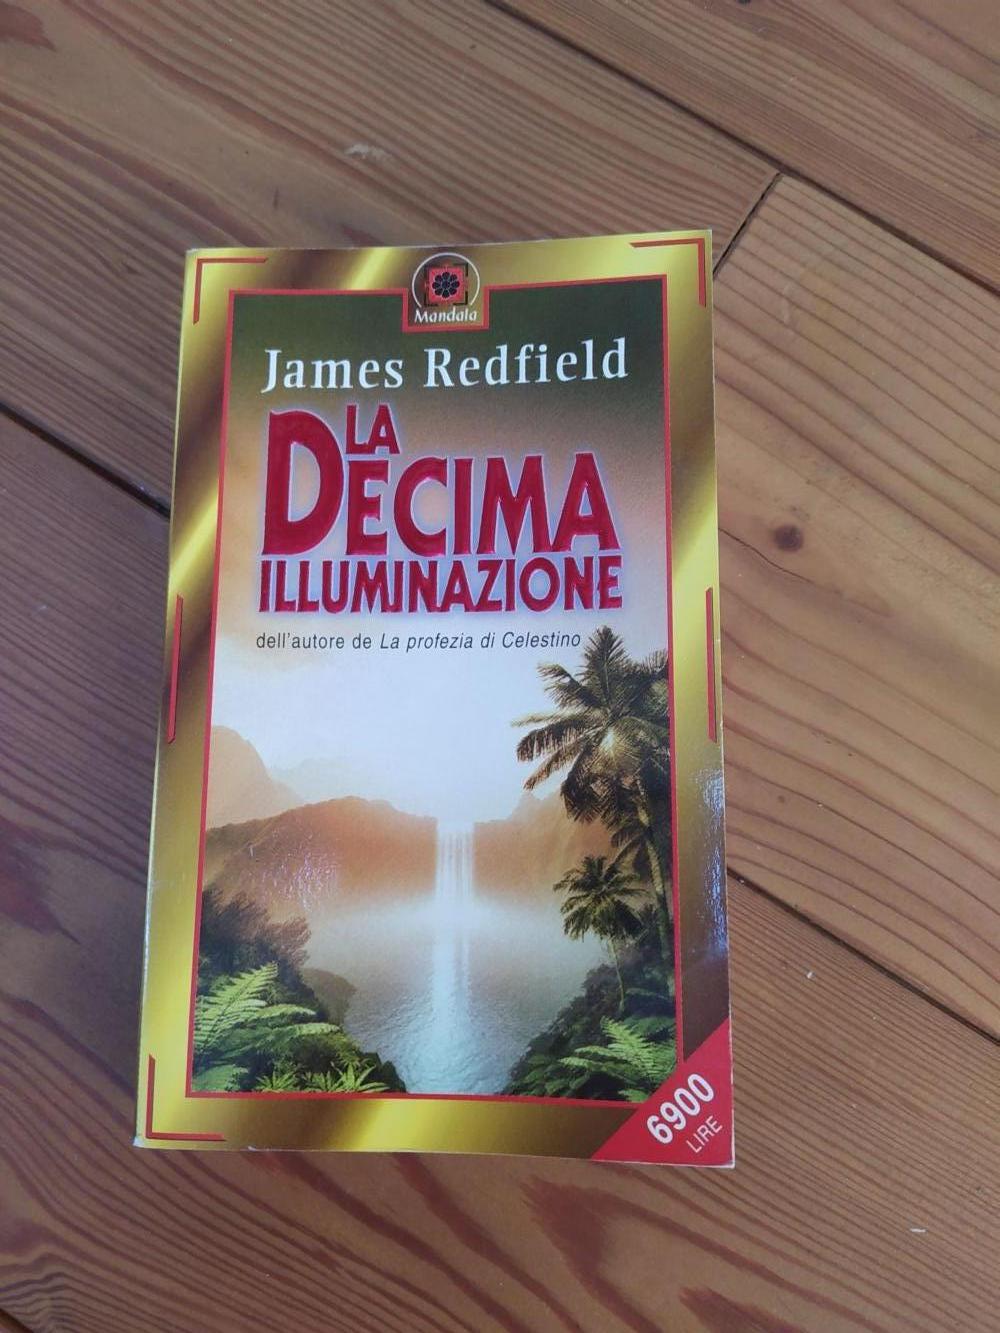 Mandala
James Redfield
LA
DECIMA
ILLUMINAZIONE
dell'autore de La profezia di Celestino
6900
LIRE